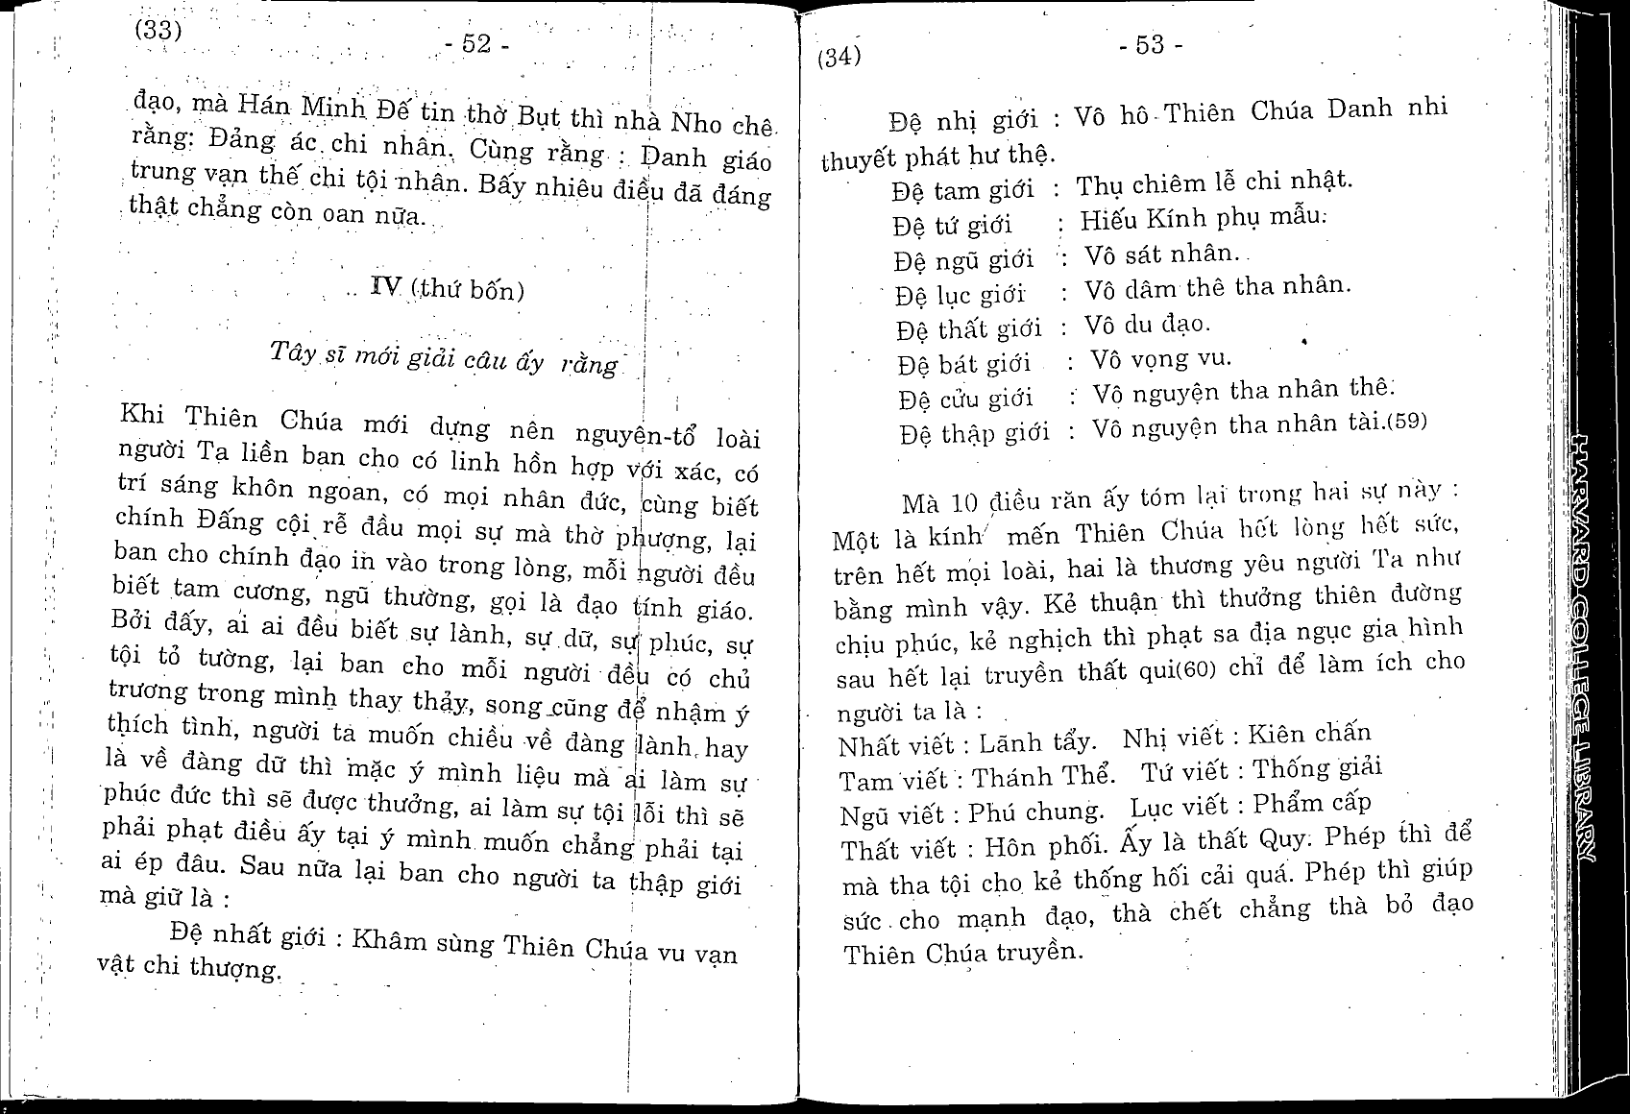 (33)
- 52 -
đạo, mà Hán Minh Đế tin thờ Bụt thì nhà Nho chê
rằng: Đảng ác chi nhân. Cùng rằng : Danh giáo
trung vạn thế chi tội nhân. Bấy nhiêu điều đã đáng
thật chẳng còn oan nữa.
IV (thứ bốn)
Tây sĩ mới giải câu ấy rằng
Khi Thiên Chúa mới dựng nên nguyên-tổ loài
người Ta liền ban cho có linh hồn hợp với xác, có
trí sáng khôn ngoan, có mọi nhân đức, cùng biết
chính Đấng cội rễ đầu mọi sự mà thờ phượng, lại
ban cho chính đạo in vào trong lòng, mỗi người đều
biết tam cương, ngũ thường, gọi là đạo tính giáo.
Bởi đấy, ai ai đều biết sự lành, sự dữ, sự phúc, sự
tội tỏ tường, lại ban cho mỗi người đều có chủ
trương trong mình thay thảy, song cũng để nhậm ý
thích tình, người ta muốn chiều về đàng lành hay
là về đàng dữ thì mặc ý mình liệu mà ai làm sự
phúc đức thì sẽ được thưởng, ai làm sự tội lỗi thì sẽ
phải phạt điều ấy tại ý mình muốn chẳng phải tại
ai ép đâu. Sau nữa lại ban cho người ta thập giới
mà giữ là :
Đệ nhất giới : Khâm sùng Thiên Chúa vu vạn
vật chi thượng.
(34)
- 53 -
Đệ nhị giới : Vô hô Thiên Chúa Danh nhi
thuyết phát hư thệ.
Đệ tam giới : Thụ chiêm lễ chi nhật.
Đệ tứ giới : Hiếu Kính phụ mẫu.
Đệ ngũ giới : Vô sát nhân.
Đệ lục giới : Vô dâm thê tha nhân.
Đệ thất giới : Vô du đạo.
Đệ bát giới : Vô vọng vu.
Đệ cửu giới : Vô nguyện tha nhân thê.
Đệ thập giới : Vô nguyện tha nhân tài.(59)
Mà 10 điều răn ấy tóm lại trong hai sự này :
Một là kính mến Thiên Chúa hết lòng hết sức,
trên hết mọi loài, hai là thương yêu người Ta như
bằng mình vậy. Kẻ thuận thì thưởng thiên đường
chịu phúc, kẻ nghịch thì phạt sa địa ngục gia hình
sau hết lại truyền thất qui(60) chỉ để làm ích cho
người ta là :
Nhất viết : Lãnh tẩy. Nhị viết : Kiên chấn
Tam viết : Thánh Thể. Tứ viết : Thống giải
Ngũ viết : Phú chung. Lục viết : Phẩm cấp
Thất viết : Hôn phối. Ấy là thất Quy. Phép thì để
mà tha tội cho kẻ thống hối cải quá. Phép thì giúp
sức cho mạnh đạo, thà chết chẳng thà bỏ đạo
Thiên Chúa truyền.
HARVARD COLLEGE LIBRARY